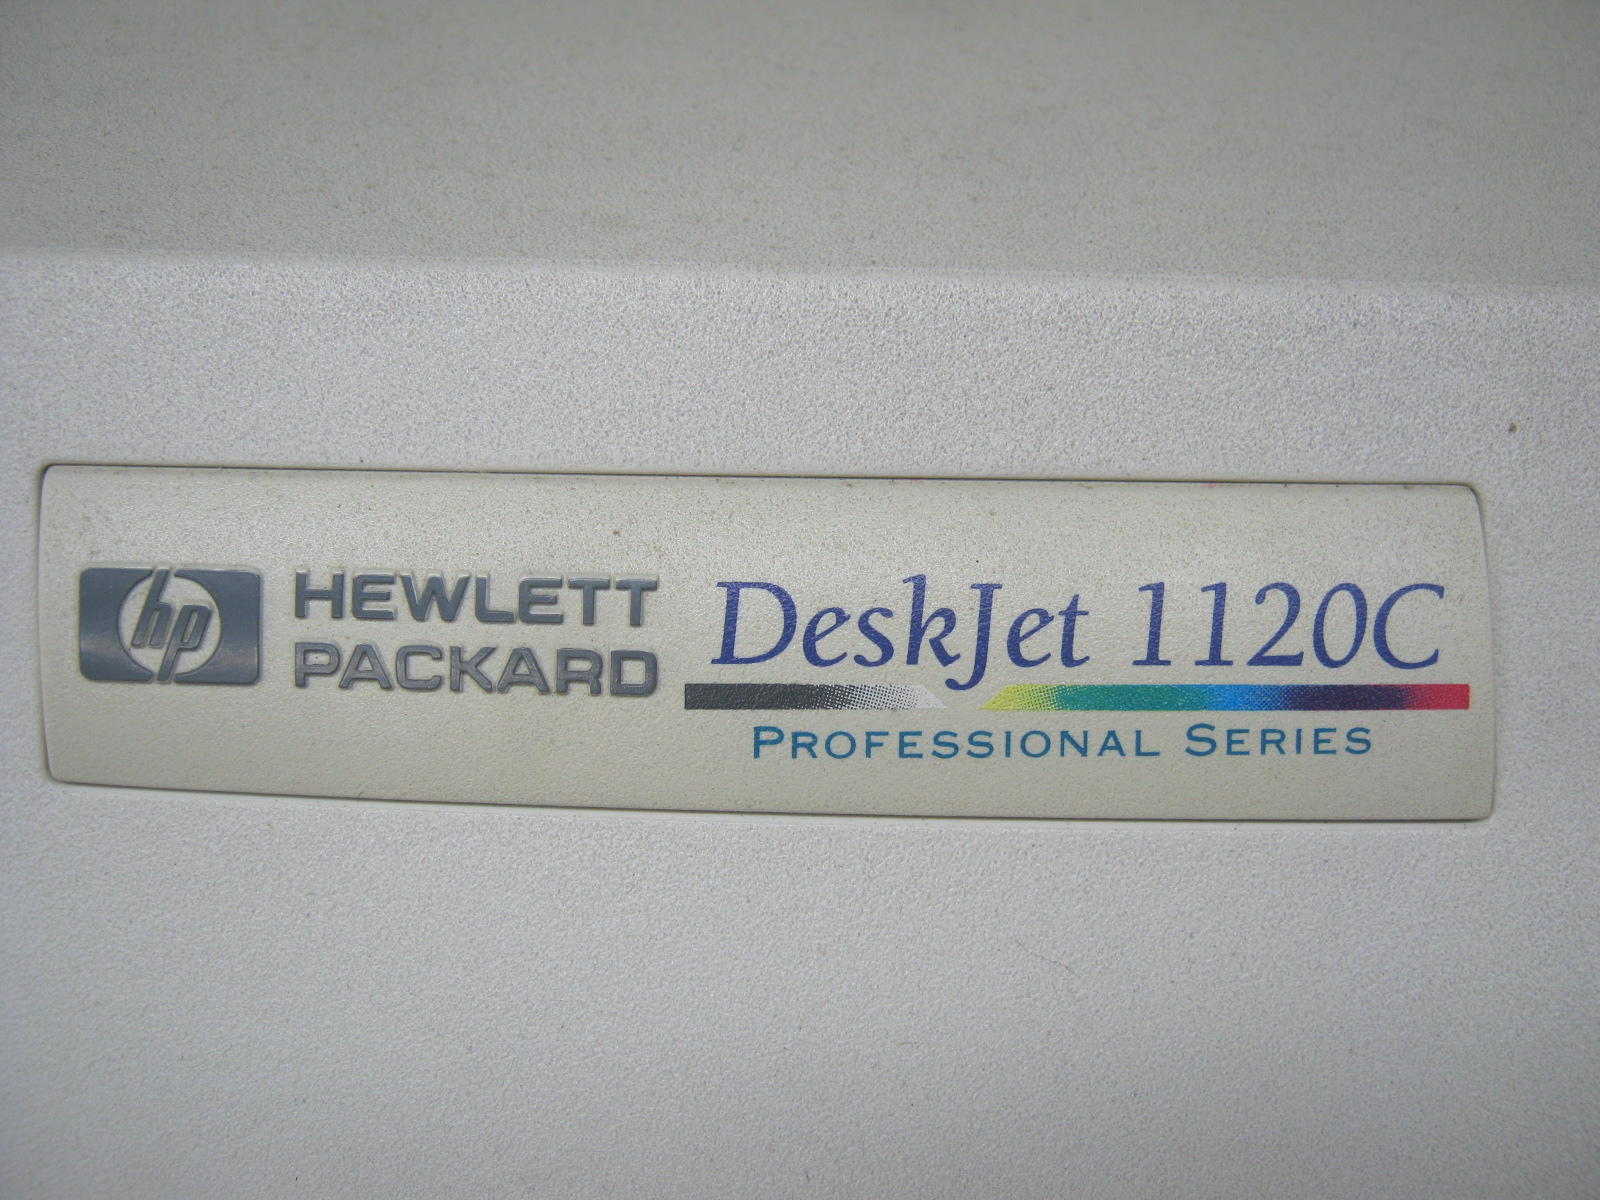 hp
HEWLETT
PACKARD
DeskJet 1120C
PROFESSIONAL SERIES